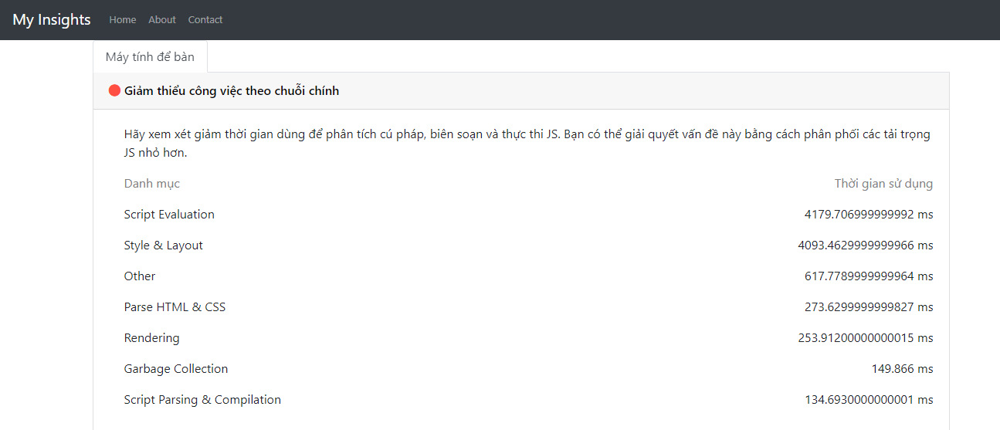 My Insights Home About Contact
Máy tính để bàn
Giảm thiểu công việc theo chuỗi chính
Hãy xem xét giảm thời gian dùng để phân tích cú pháp, biên soạn và thực thi JS. Bạn có thể giải quyết vấn đề này bằng cách phân phối các tải trọng
JS nhỏ hơn.
Danh mục Thời gian sử dụng
Script Evaluation 4179.706999999992 ms
Style & Layout 4093.4629999999966 ms
Other 617.7789999999964 ms
Parse HTML & CSS 273.6299999999827 ms
Rendering 253.91200000000015 ms
Garbage Collection 149.866 ms
Script Parsing & Compilation 134.6930000000001 ms